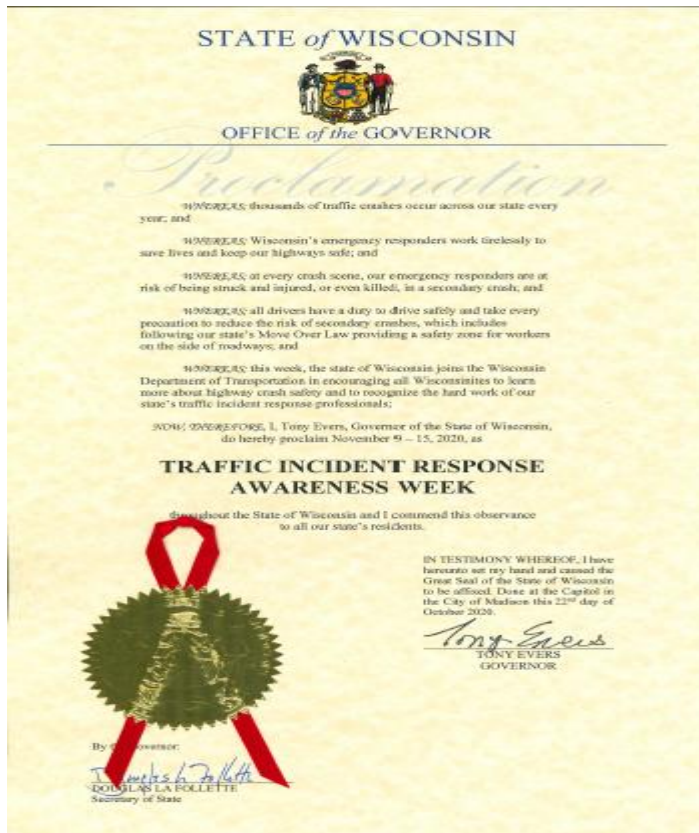 STATE of WISCONSIN
OFFICE of the GOVERNOR
Proclamation
WHEREAS; thousands of traffic crashes occur across our state every
year; and
WHEREAS; Wisconsin's emergency responders work tirelessly to
save lives and keep our highways safe; and
WHEREAS; at every crash scene, our emergency responders are at
risk of being struck and injured, or even killed, in a secondary crash; and
WHEREAS; all drivers have a duty to drive safely and take every
precaution to reduce the risk of secondary crashes, which includes
following our state's Move Over Law providing a safety zone for workers
on the side of roadways; and
WHEREAS; this week, the state of Wisconsin joins the Wisconsin
Department of Transportation in encouraging all Wisconsinites to learn
more about highway crash safety and to recognize the hard work of our
state's traffic incident response professionals;
NOW, THEREFORE, I, Tony Evers, Governor of the State of Wisconsin,
do hereby proclaim November 9 – 15, 2020, as
TRAFFIC INCIDENT RESPONSE
AWARENESS WEEK
throughout the State of Wisconsin and I commend this observance
to all our state's residents.
IN TESTIMONY WHEREOF, I have
hereunto set my hand and caused the
Great Seal of the State of Wisconsin
to be affixed. Done at the Capitol in
the City of Madison this 22nd day of
October 2020.
Tony Evers
TONY EVERS
GOVERNOR
By the Governor:
Douglas La Follette
DOUGLAS LA FOLLETTE
Secretary of State